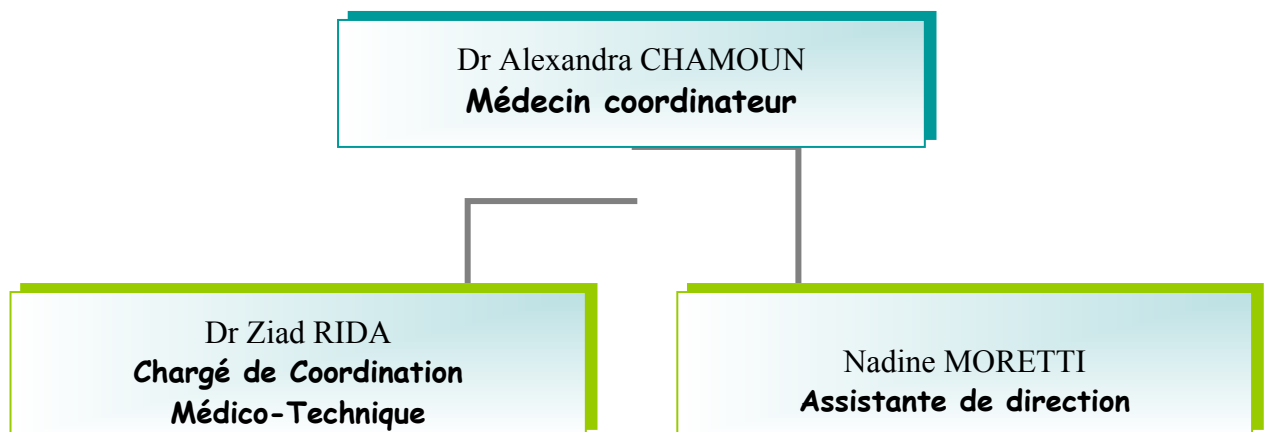 Dr Alexandra CHAMOUN
Médecin coordinateur
Dr Ziad RIDA
Chargé de Coordination
Médico-Technique
Nadine MORETTI
Assistante de direction